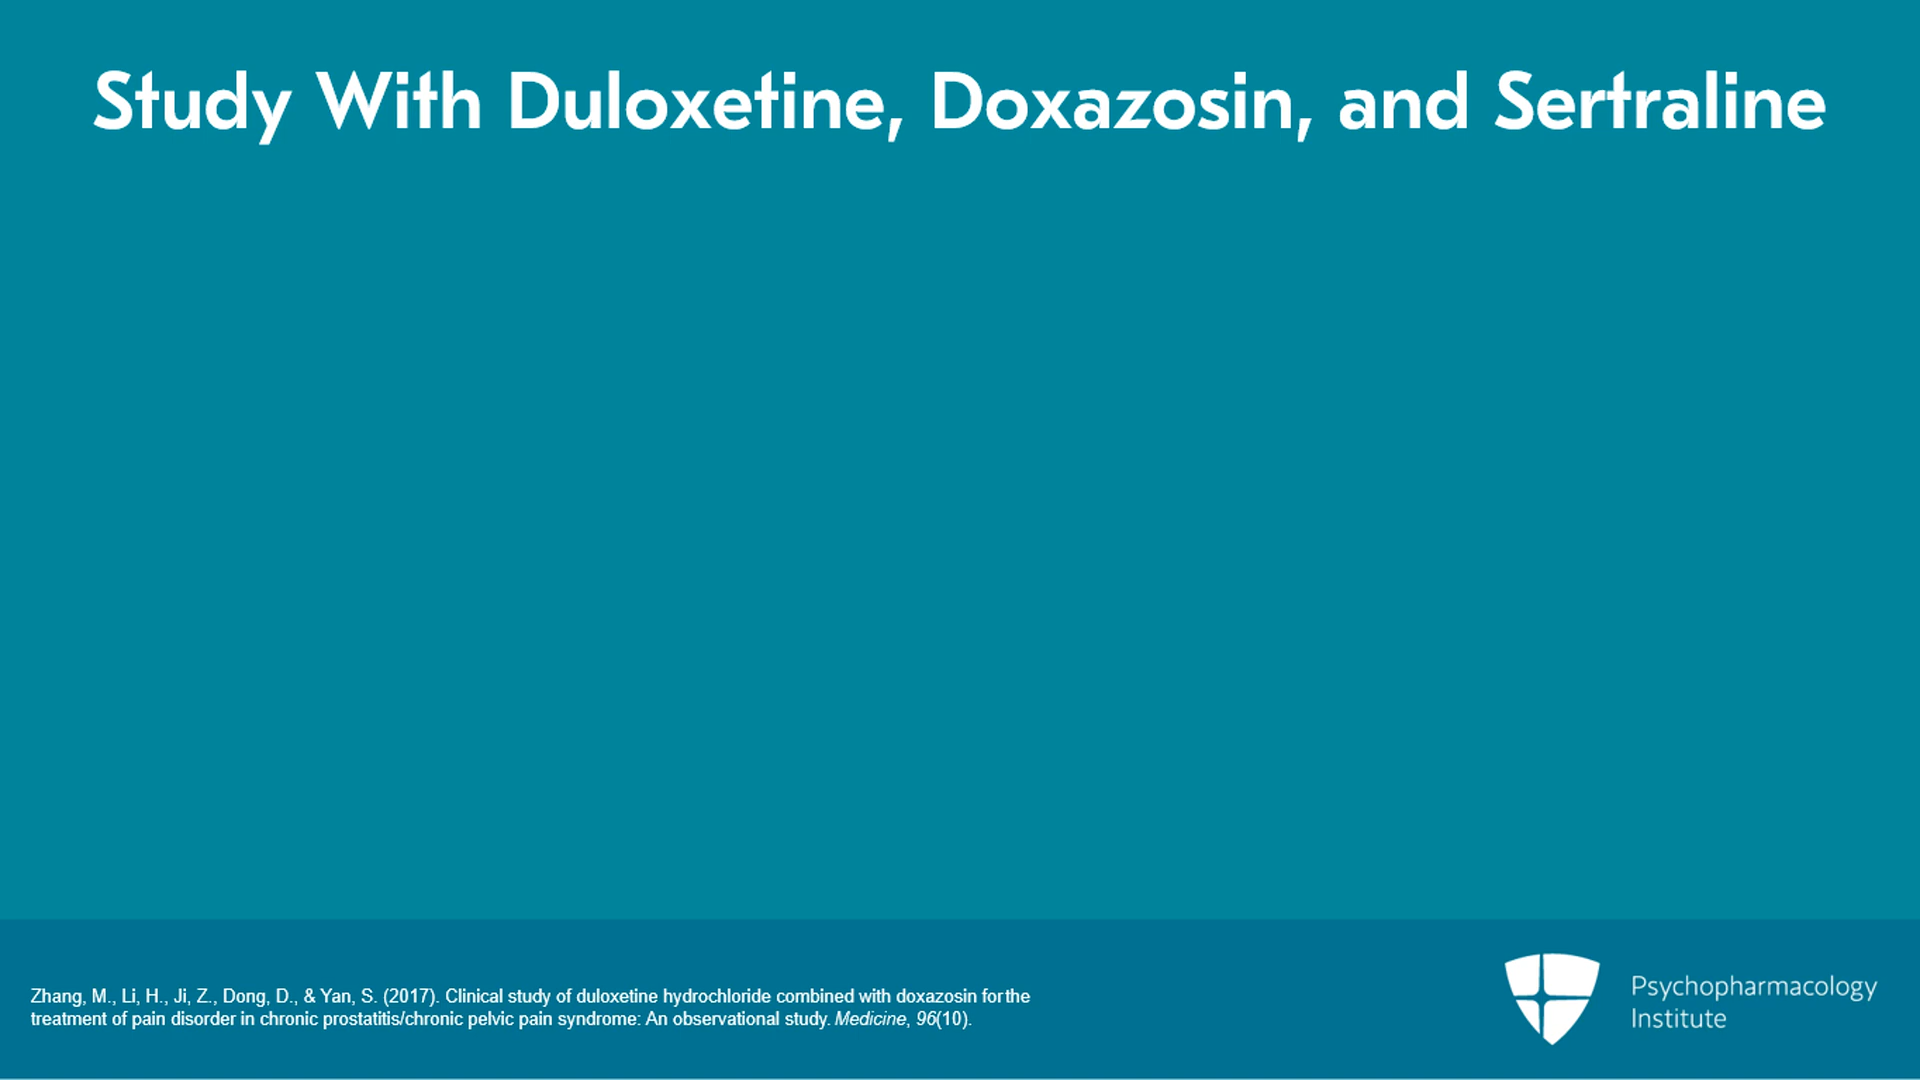 Study With Duloxetine, Doxazosin, and Sertraline
Zhang, M., Li, H., Ji, Z., Dong, D., & Yan, S. (2017). Clinical study of duloxetine hydrochloride combined with doxazosin for the
treatment of pain disorder in chronic prostatitis/chronic pelvic pain syndrome: An observational study. Medicine, 96(10).
Psychopharmacology
Institute